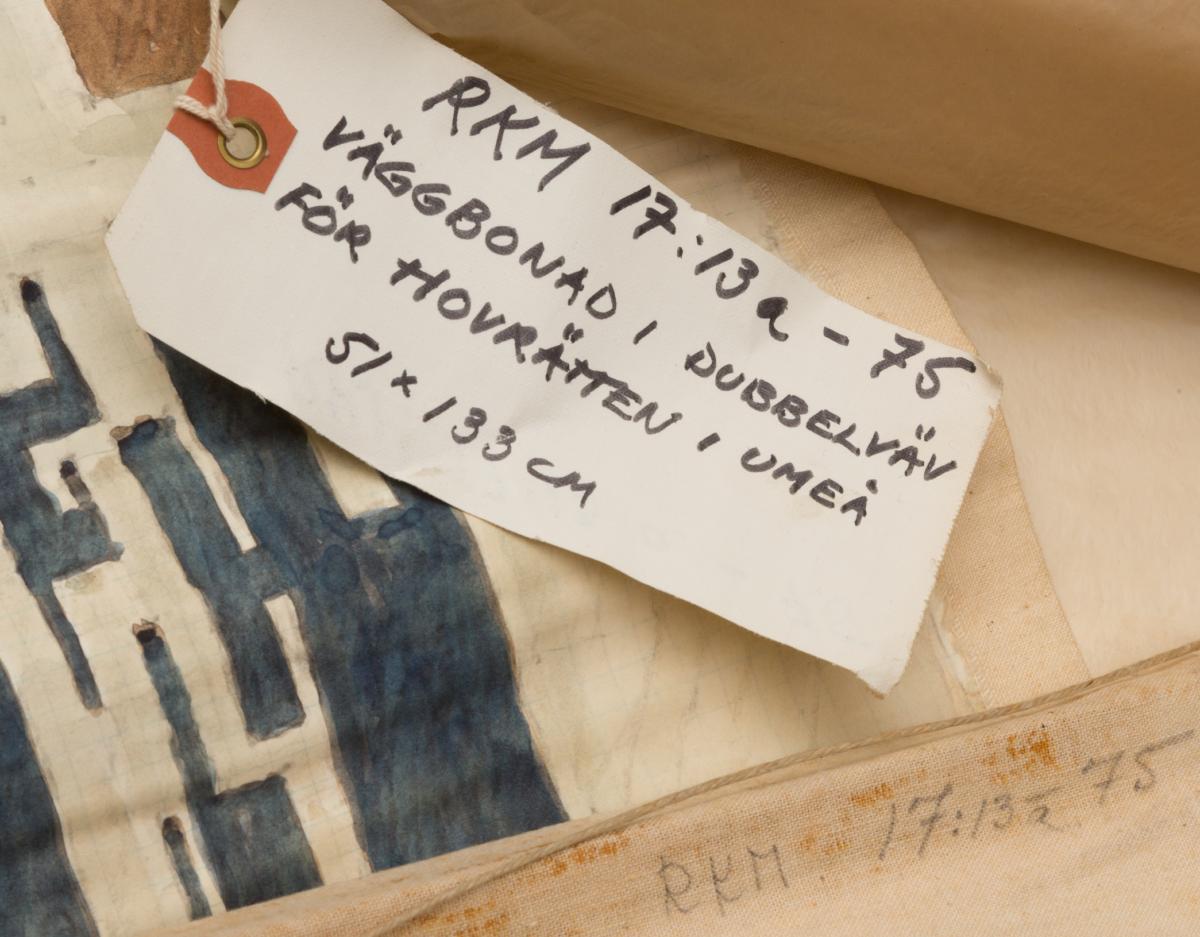 RKM 17:13a - 75
VÄGGBONAD I DUBBELVÄV
FÖR HOVRÄTTEN I UMEÅ
51 x 133 CM
RKM. 17:13a 75